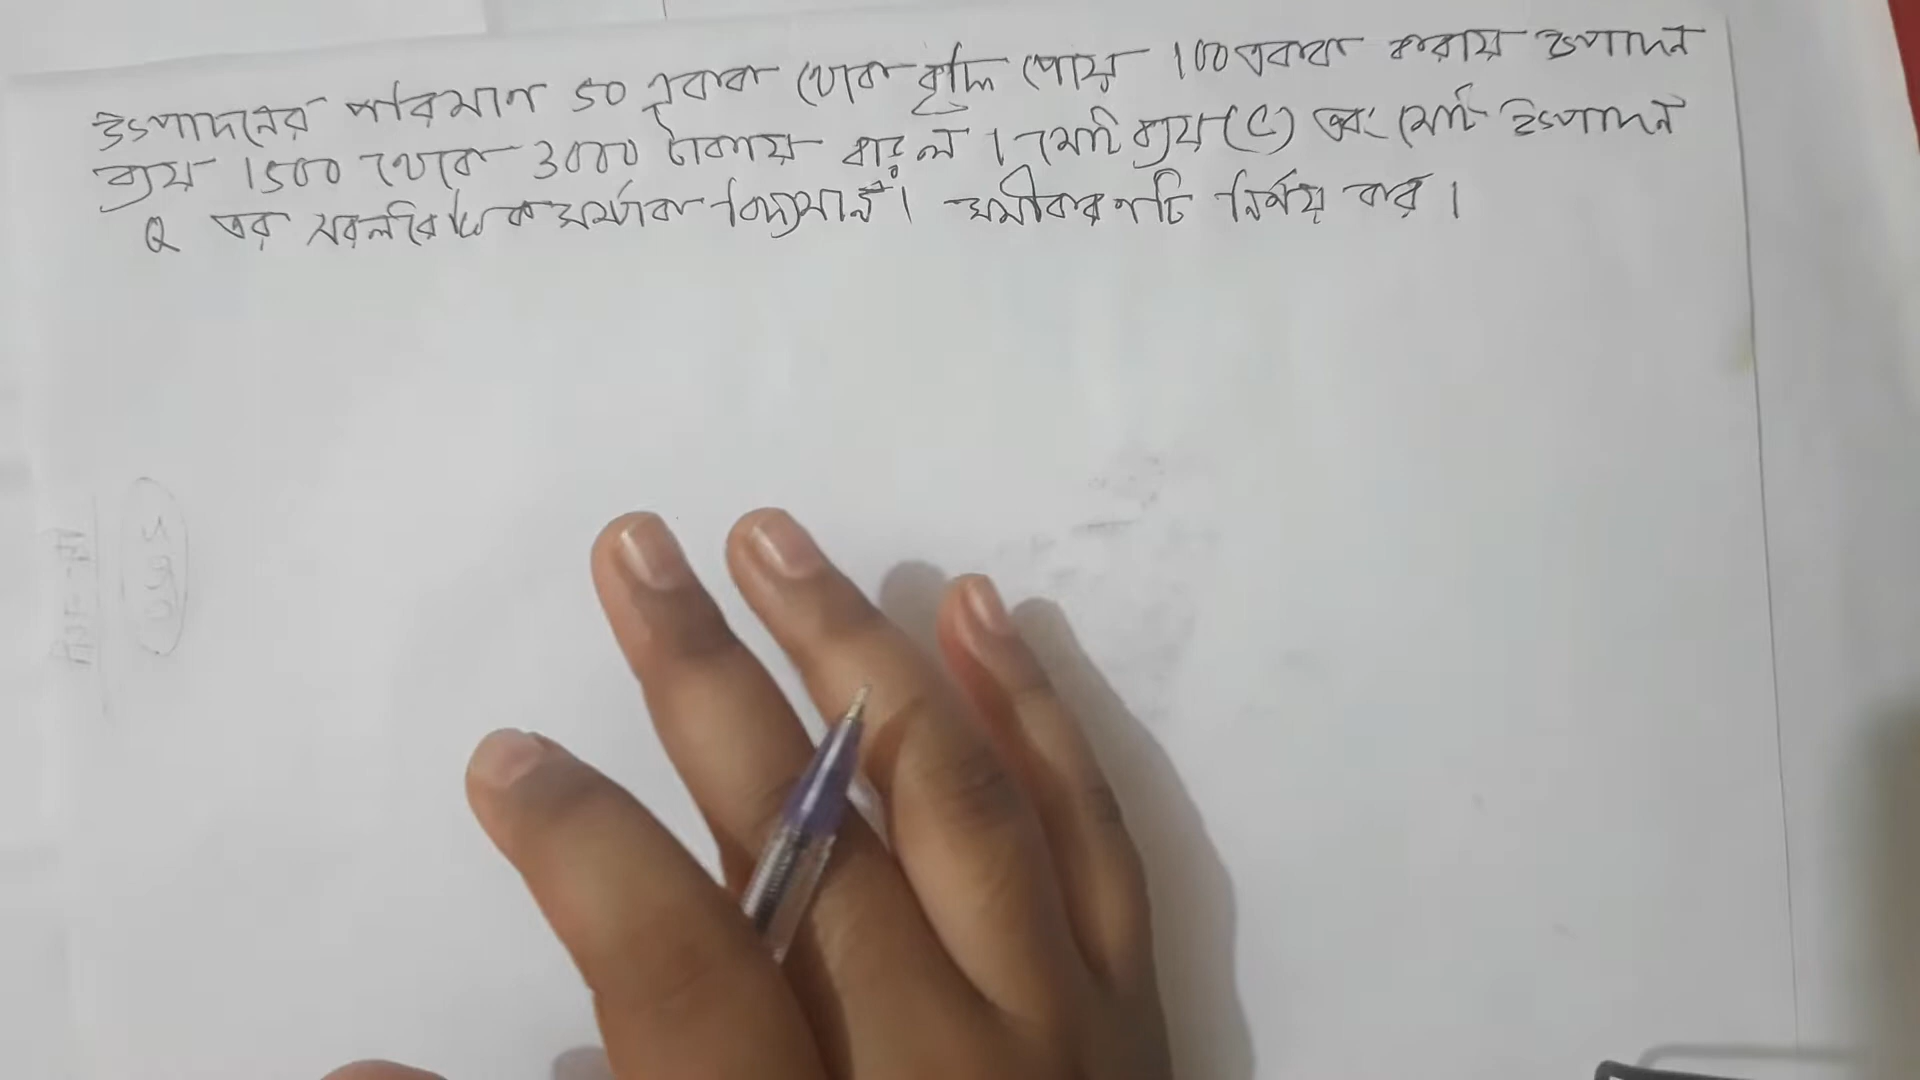 উৎপাদনের পরিমান 50 একক থেকে বৃদ্ধি পেয়ে 100 একক করায় উৎপাদন
ব্যয় 1500 থেকে 3000 টাকায় বাড়ল । মোট ব্যয় (C) এবং মোট উৎপাদন
Q এর সরলরৈখিক সম্পর্ক বিদ্যমান । সমীকরণটি নির্ণয় কর ।